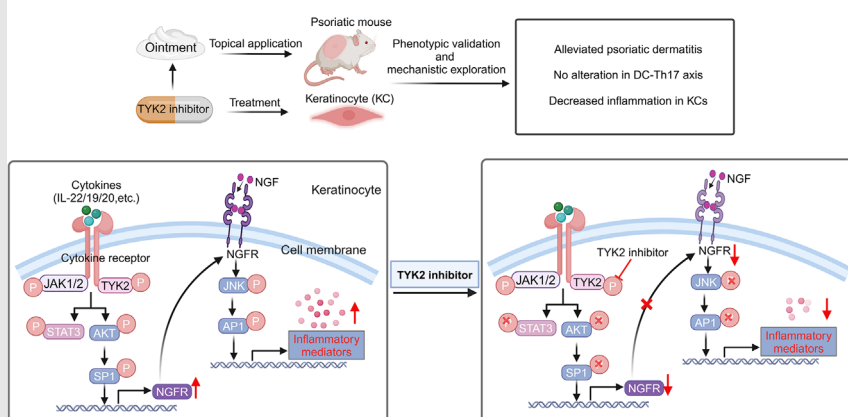 Psoriatic mouse
Ointment
Topical application
Phenotypic validation
and
mechanistic exploration
TYK2 inhibitor
Treatment
Keratinocyte (KC)
Alleviated psoriatic dermatitis
No alteration in DC-Th17 axis
Decreased inflammation in KCs
Cytokines
(IL-22/19/20,etc.)
NGF
Keratinocyte
Cytokine receptor
NGFR
Cell membrane
P
JAK1/2
TYK2
P
JNK
P
P
STAT3
AKT
P
AP1
P
Inflammatory
mediators
SP1
P
NGFR
TYK2 inhibitor
NGF
TYK2 inhibitor
NGFR
P
JAK1/2
TYK2
P
JNK
STAT3
AKT
AP1
Inflammatory
mediators
SP1
NGFR